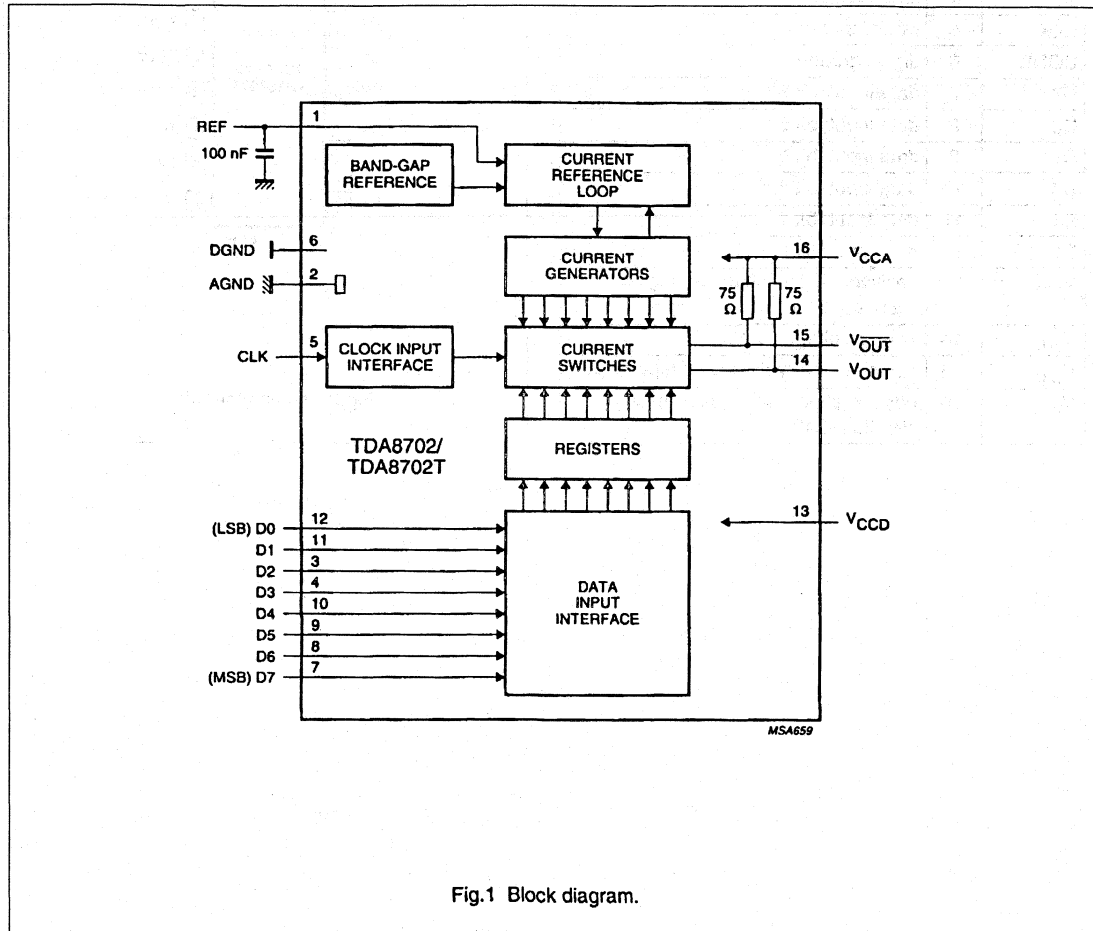 REF
1
100 nF
BAND-GAP
REFERENCE
CURRENT
REFERENCE
LOOP
DGND
6
AGND
2
CURRENT
GENERATORS
16
VCCA
75
Ω
75
Ω
CLK
5
CLOCK INPUT
INTERFACE
CURRENT
SWITCHES
15
VO̅U̅T̅
14
VOUT
TDA8702/
TDA8702T
REGISTERS
(LSB) D0
12
D1
11
D2
3
D3
4
D4
10
D5
9
D6
8
(MSB) D7
7
DATA
INPUT
INTERFACE
13
VCCD
MSA659
Fig.1 Block diagram.